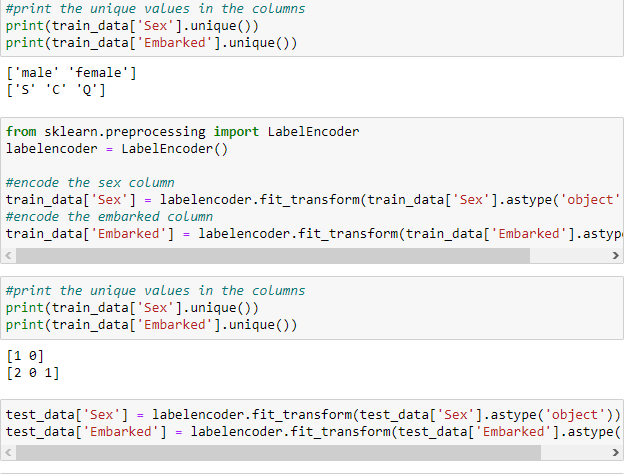 #print the unique values in the columns
print(train_data['Sex'].unique())
print(train_data['Embarked'].unique())
['male' 'female']
['S' 'C' 'Q']
from sklearn.preprocessing import LabelEncoder
labelencoder = LabelEncoder()
#encode the sex column
train_data['Sex'] = labelencoder.fit_transform(train_data['Sex'].astype('object'
#encode the embarked column
train_data['Embarked'] = labelencoder.fit_transform(train_data['Embarked'].astyp
#print the unique values in the columns
print(train_data['Sex'].unique())
print(train_data['Embarked'].unique())
[1 0]
[2 0 1]
test_data['Sex'] = labelencoder.fit_transform(test_data['Sex'].astype('object'))
test_data['Embarked'] = labelencoder.fit_transform(test_data['Embarked'].astype(